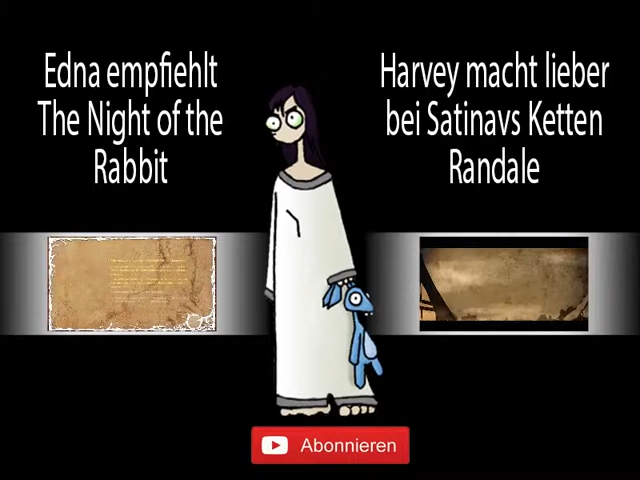 Edna empfiehlt
The Night of the
Rabbit
Harvey macht lieber
bei Satinavs Ketten
Randale
Abonnieren